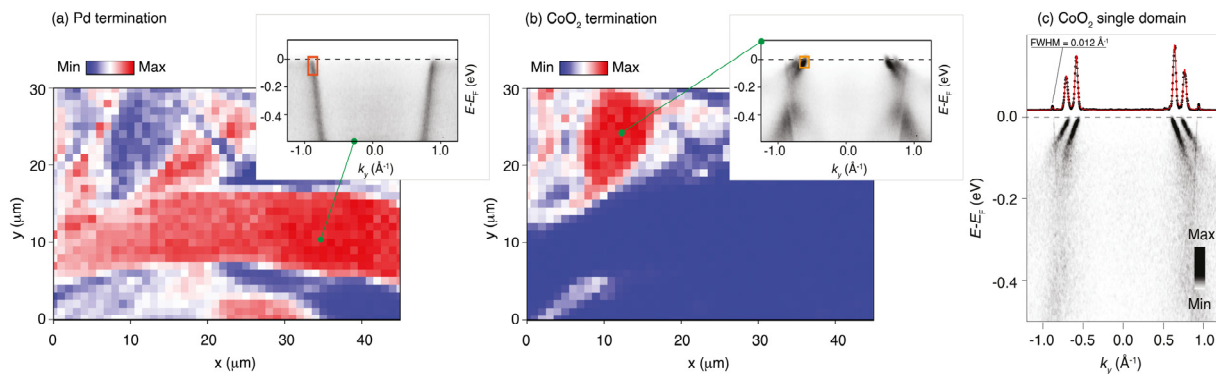 (a) Pd termination
Min Max
y (μm)
30
20
10
0
0 10 20 30 40
x (μm)
0
-0.2
-0.4
E-E_F (eV)
-1.0 0 1.0
k_y (Å⁻¹)
(b) CoO₂ termination
Min Max
y (μm)
30
20
10
0
0 10 20 30 40
x (μm)
0
-0.2
-0.4
E-E_F (eV)
-1.0 0 1.0
k_y (Å⁻¹)
(c) CoO₂ single domain
FWHM = 0.012 Å⁻¹
0.0
-0.2
-0.4
E-E_F (eV)
Max
Min
-1.0 -0.5 0.0 0.5 1.0
k_y (Å⁻¹)